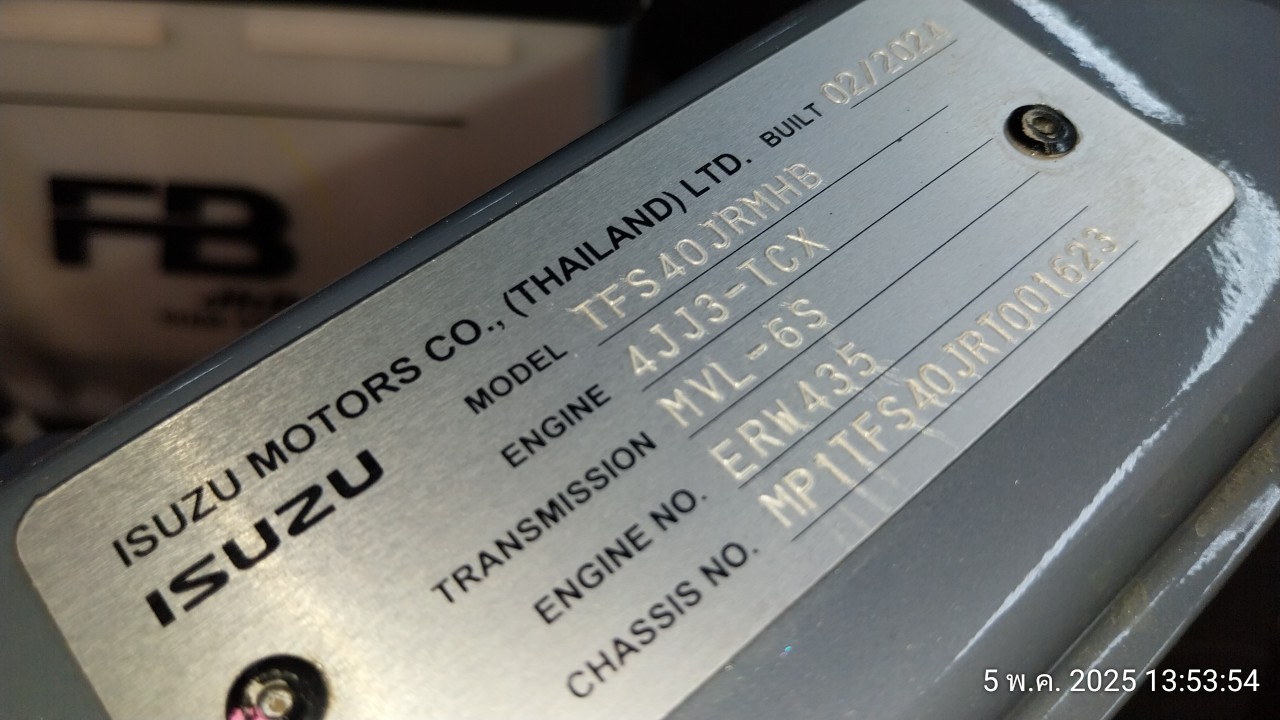 FB
ISUZU MOTORS CO., (THAILAND) LTD. BUILT 02/2024
ISUZU
MODEL TFS40JRMHB
ENGINE 4JJ3-TCX
TRANSMISSION MVL-6S
ENGINE NO. ERW435
CHASSIS NO. MP1TFS40JRT001623
5 พ.ค. 2025 13:53:54